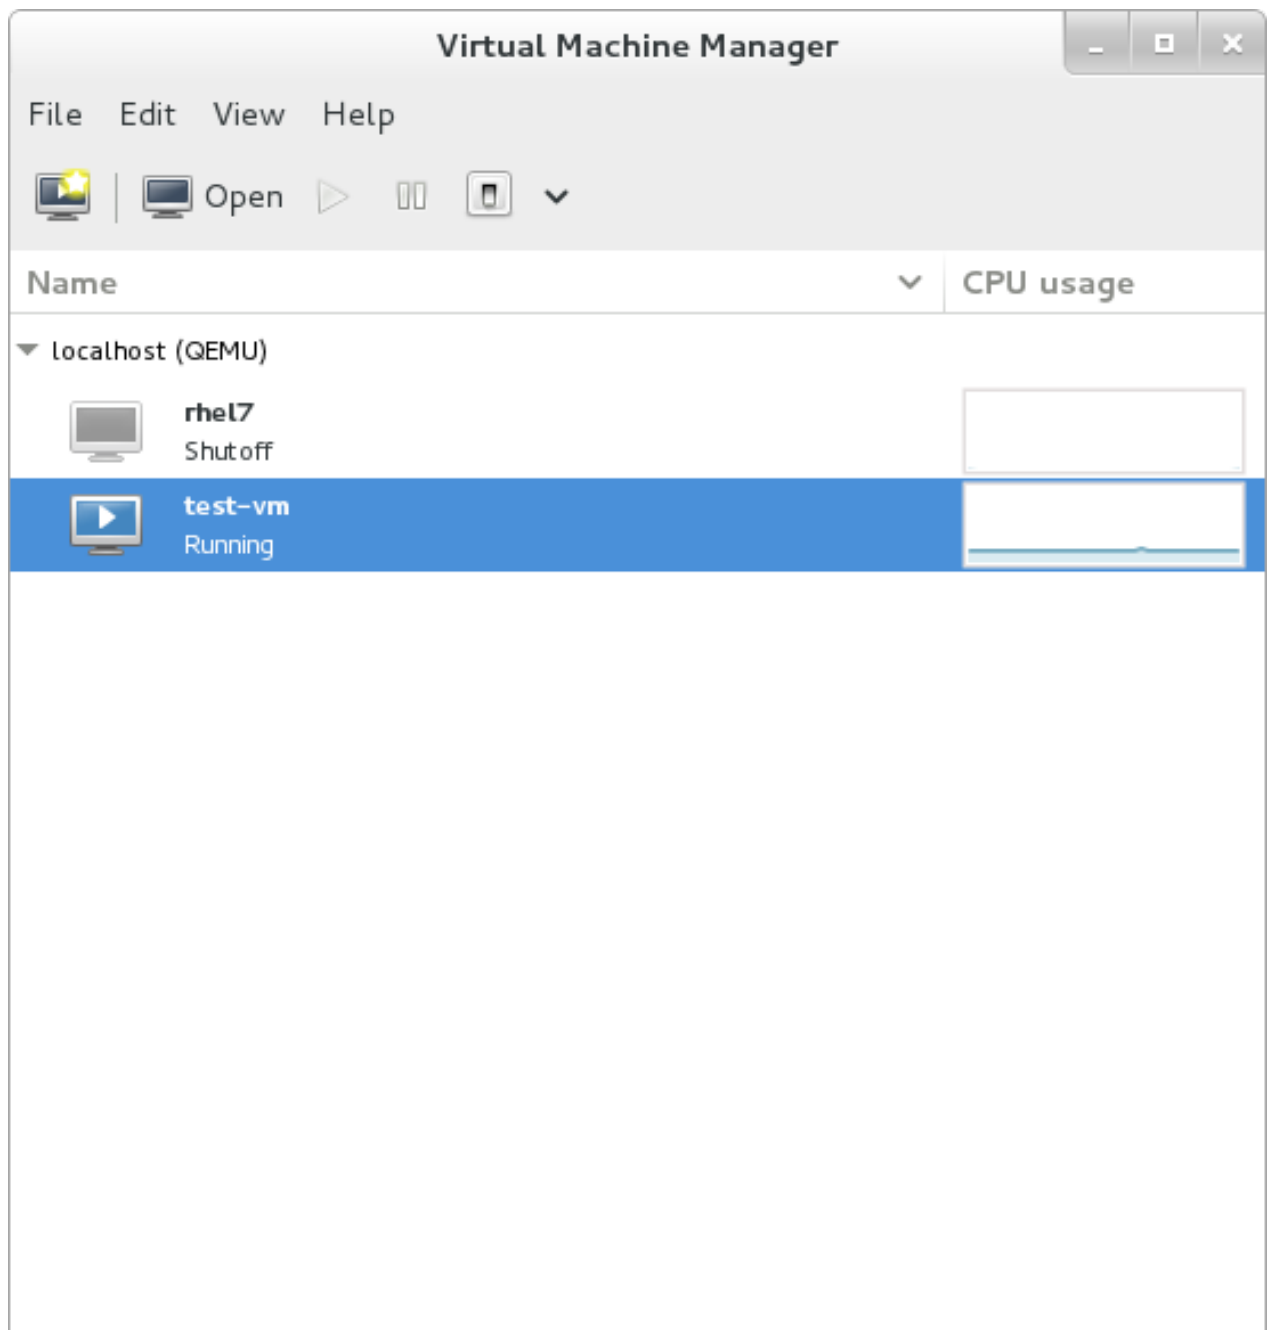 Virtual Machine Manager
File Edit View Help
Open
Name CPU usage
localhost (QEMU)
rhel7
Shutoff
test-vm
Running